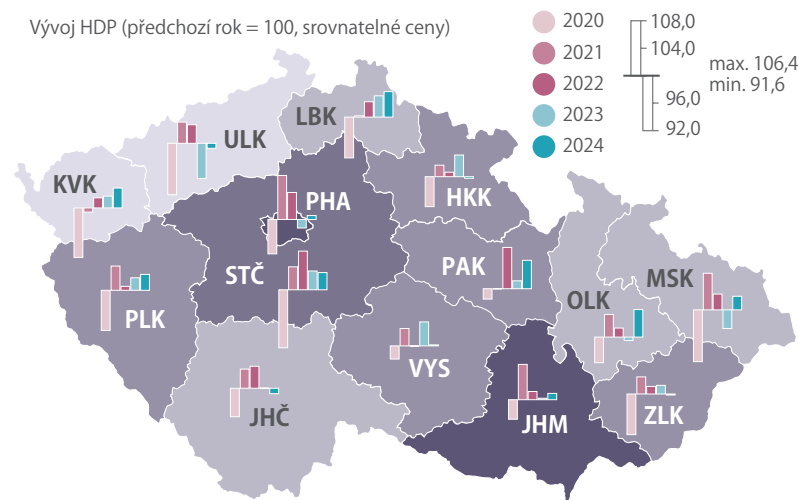 Vývoj HDP (předchozí rok = 100, srovnatelné ceny)
2020
2021
2022
2023
2024
108,0
104,0
96,0
92,0
max. 106,4
min. 91,6
LBK
ULK
KVK
PHA
HKK
STČ
PAK
MSK
OLK
PLK
VYS
JHČ
JHM
ZLK